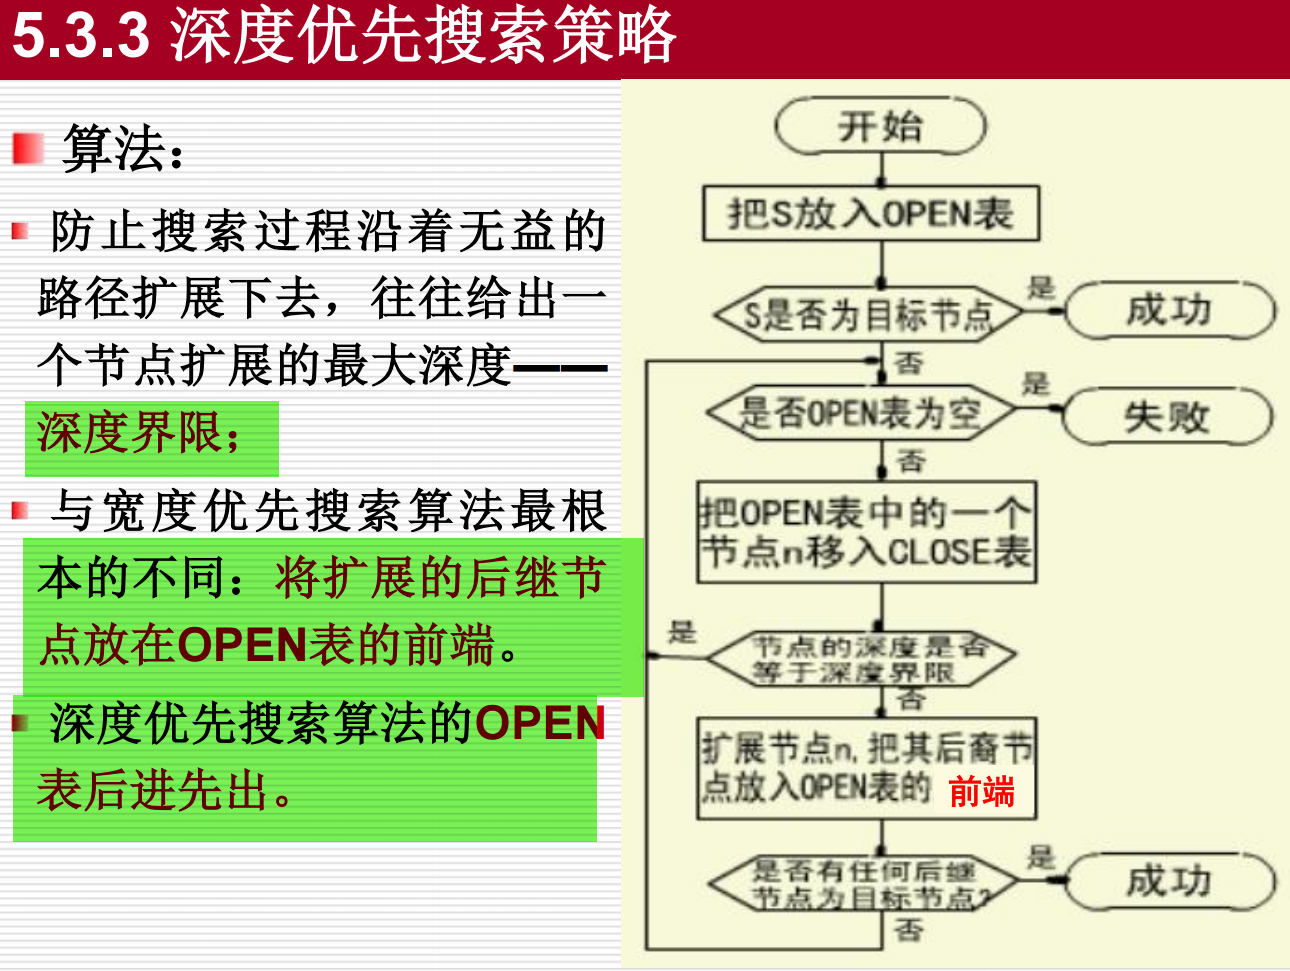 5.3.3 深度优先搜索策略
算法：
防止搜索过程沿着无益的
路径扩展下去，往往给出一
个节点扩展的最大深度——
深度界限；
与宽度优先搜索算法最根
本的不同：将扩展的后继节
点放在OPEN表的前端。
深度优先搜索算法的OPEN
表后进先出。
开始
把S放入OPEN表
S是否为目标节点
是
成功
否
是否OPEN表为空
是
失败
否
把OPEN表中的一个
节点n移入CLOSE表
节点的深度是否
等于深度界限
是
否
扩展节点n,把其后裔节
点放入OPEN表的 前端
是否有任何后继
节点为目标节点?
是
成功
否